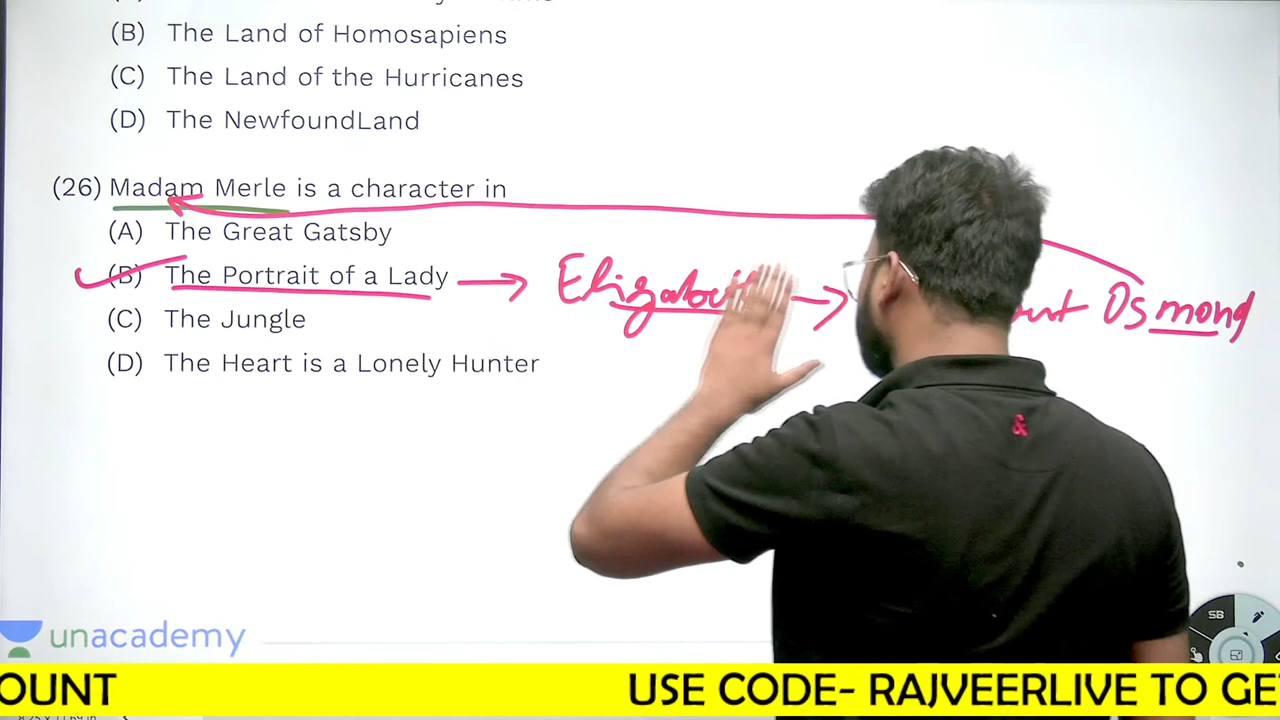 (B) The Land of Homosapiens
(C) The Land of the Hurricanes
(D) The NewfoundLand
(26) Madam Merle is a character in
(A) The Great Gatsby
(B) The Portrait of a Lady → Elizabeth → Osmond
(C) The Jungle
(D) The Heart is a Lonely Hunter
&
SB
unacademy
OUNT USE CODE- RAJVEERLIVE TO GE